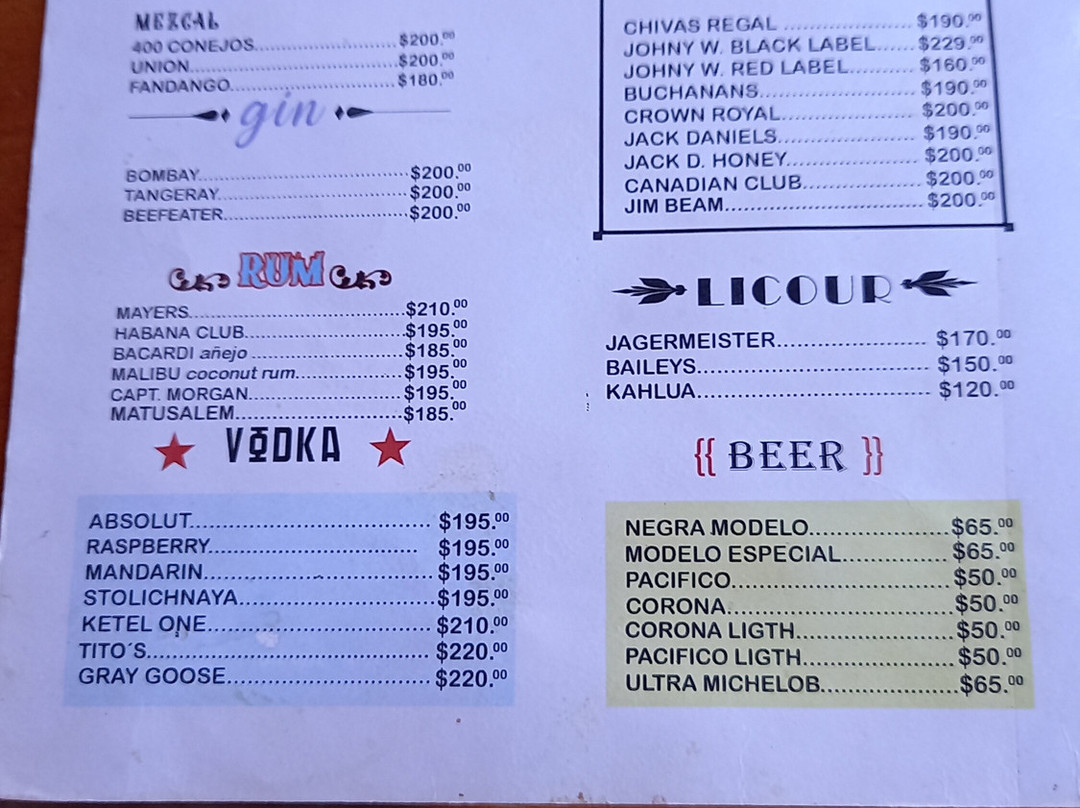 MEZCAL
400 CONEJOS.......................... $200.00
UNION.......................... $200.00
FANDANGO.......................... $180.00
gin
BOMBAY.......................... $200.00
TANGERAY.......................... $200.00
BEEFEATER.......................... $200.00
RUM
MAYERS.......................... $210.00
HABANA CLUB.......................... $195.00
BACARDI añejo .......................... $185.00
MALIBU coconut rum.......................... $195.00
CAPT. MORGAN.......................... $195.00
MATUSALEM.......................... $185.00
VODKA
ABSOLUT.......................... $195.00
RASPBERRY.......................... $195.00
MANDARIN.......................... $195.00
STOLICHNAYA.......................... $195.00
KETEL ONE.......................... $210.00
TITO´S.......................... $220.00
GRAY GOOSE.......................... $220.00
CHIVAS REGAL .................... $190.00
JOHNY W. BLACK LABEL...... $229.00
JOHNY W. RED LABEL.......... $160.00
BUCHANANS.......................... $190.00
CROWN ROYAL.................... $200.00
JACK DANIELS.................... $190.00
JACK D. HONEY.................... $200.00
CANADIAN CLUB.................. $200.00
JIM BEAM.......................... $200.00
LICOUR
JAGERMEISTER.................... $170.00
BAILEYS.......................... $150.00
KAHLUA.......................... $120.00
{{ BEER }}
NEGRA MODELO.................... $65.00
MODELO ESPECIAL............... $65.00
PACIFICO.......................... $50.00
CORONA.......................... $50.00
CORONA LIGTH.................... $50.00
PACIFICO LIGTH.................... $50.00
ULTRA MICHELOB.................... $65.00